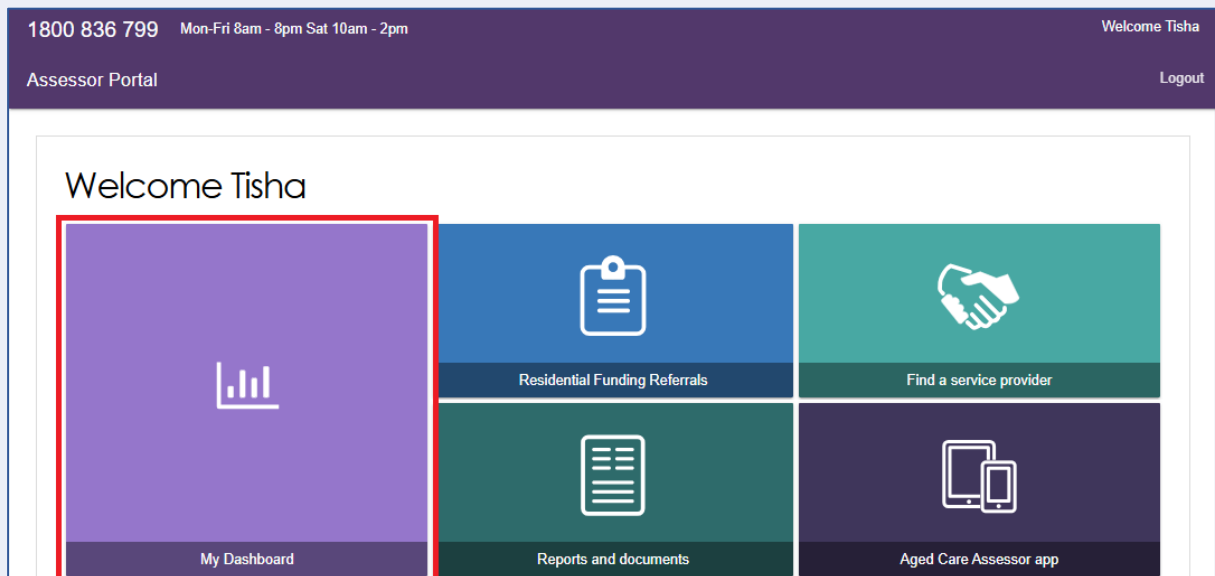 1800 836 799 Mon-Fri 8am - 8pm Sat 10am - 2pm Welcome Tisha
Assessor Portal Logout
Welcome Tisha
Residential Funding Referrals Find a service provider
My Dashboard Reports and documents Aged Care Assessor app